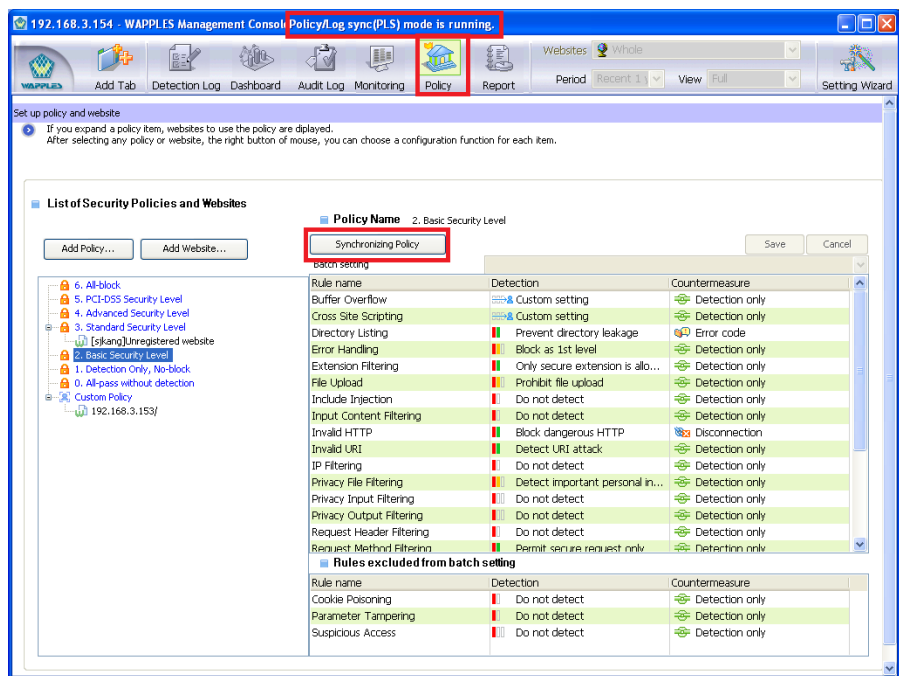 192.168.3.154 - WAPPLES Management Console Policy/Log sync(PLS) mode is running.
WAPPLES
Add Tab
Detection Log
Dashboard
Audit Log
Monitoring
Policy
Report
Websites Whole
Period Recent 1 y View Full
Setting Wizard
Set up policy and website
If you expand a policy item, websites to use the policy are diplayed.
After selecting any policy or website, the right button of mouse, you can choose a configuration function for each item.
List of Security Policies and Websites
Add Policy... Add Website...
6. All-block
5. PCI-DSS Security Level
4. Advanced Security Level
3. Standard Security Level
[sjkang]Unregistered website
2. Basic Security Level
1. Detection Only, No-block
0. All-pass without detection
Custom Policy
192.168.3.153/
Policy Name 2. Basic Security Level
Synchronizing Policy Save Cancel
Batch setting
Rule name Detection Countermeasure
Buffer Overflow Custom setting Detection only
Cross Site Scripting Custom setting Detection only
Directory Listing Prevent directory leakage Error code
Error Handling Block as 1st level Detection only
Extension Filtering Only secure extension is allo... Detection only
File Upload Prohibit file upload Detection only
Include Injection Do not detect Detection only
Input Content Filtering Do not detect Detection only
Invalid HTTP Block dangerous HTTP Disconnection
Invalid URI Detect URI attack Detection only
IP Filtering Do not detect Detection only
Privacy File Filtering Detect important personal in... Detection only
Privacy Input Filtering Do not detect Detection only
Privacy Output Filtering Do not detect Detection only
Request Header Filtering Do not detect Detection only
Request Method Filtering Permit secure request only Detection only
Rules excluded from batch setting
Rule name Detection Countermeasure
Cookie Poisoning Do not detect Detection only
Parameter Tampering Do not detect Detection only
Suspicious Access Do not detect Detection only